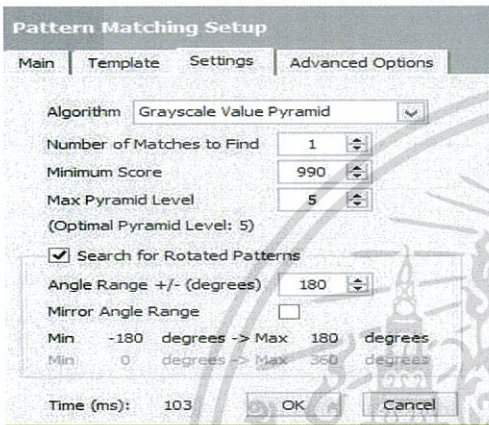 Pattern Matching Setup
Main Template Settings Advanced Options
Algorithm Grayscale Value Pyramid
Number of Matches to Find 1
Minimum Score 990
Max Pyramid Level 5
(Optimal Pyramid Level: 5)
Search for Rotated Patterns
Angle Range +/- (degrees) 180
Mirror Angle Range
Min -180 degrees -> Max 180 degrees
Min 0 degrees -> Max 360 degrees
Time (ms): 103 OK Cancel